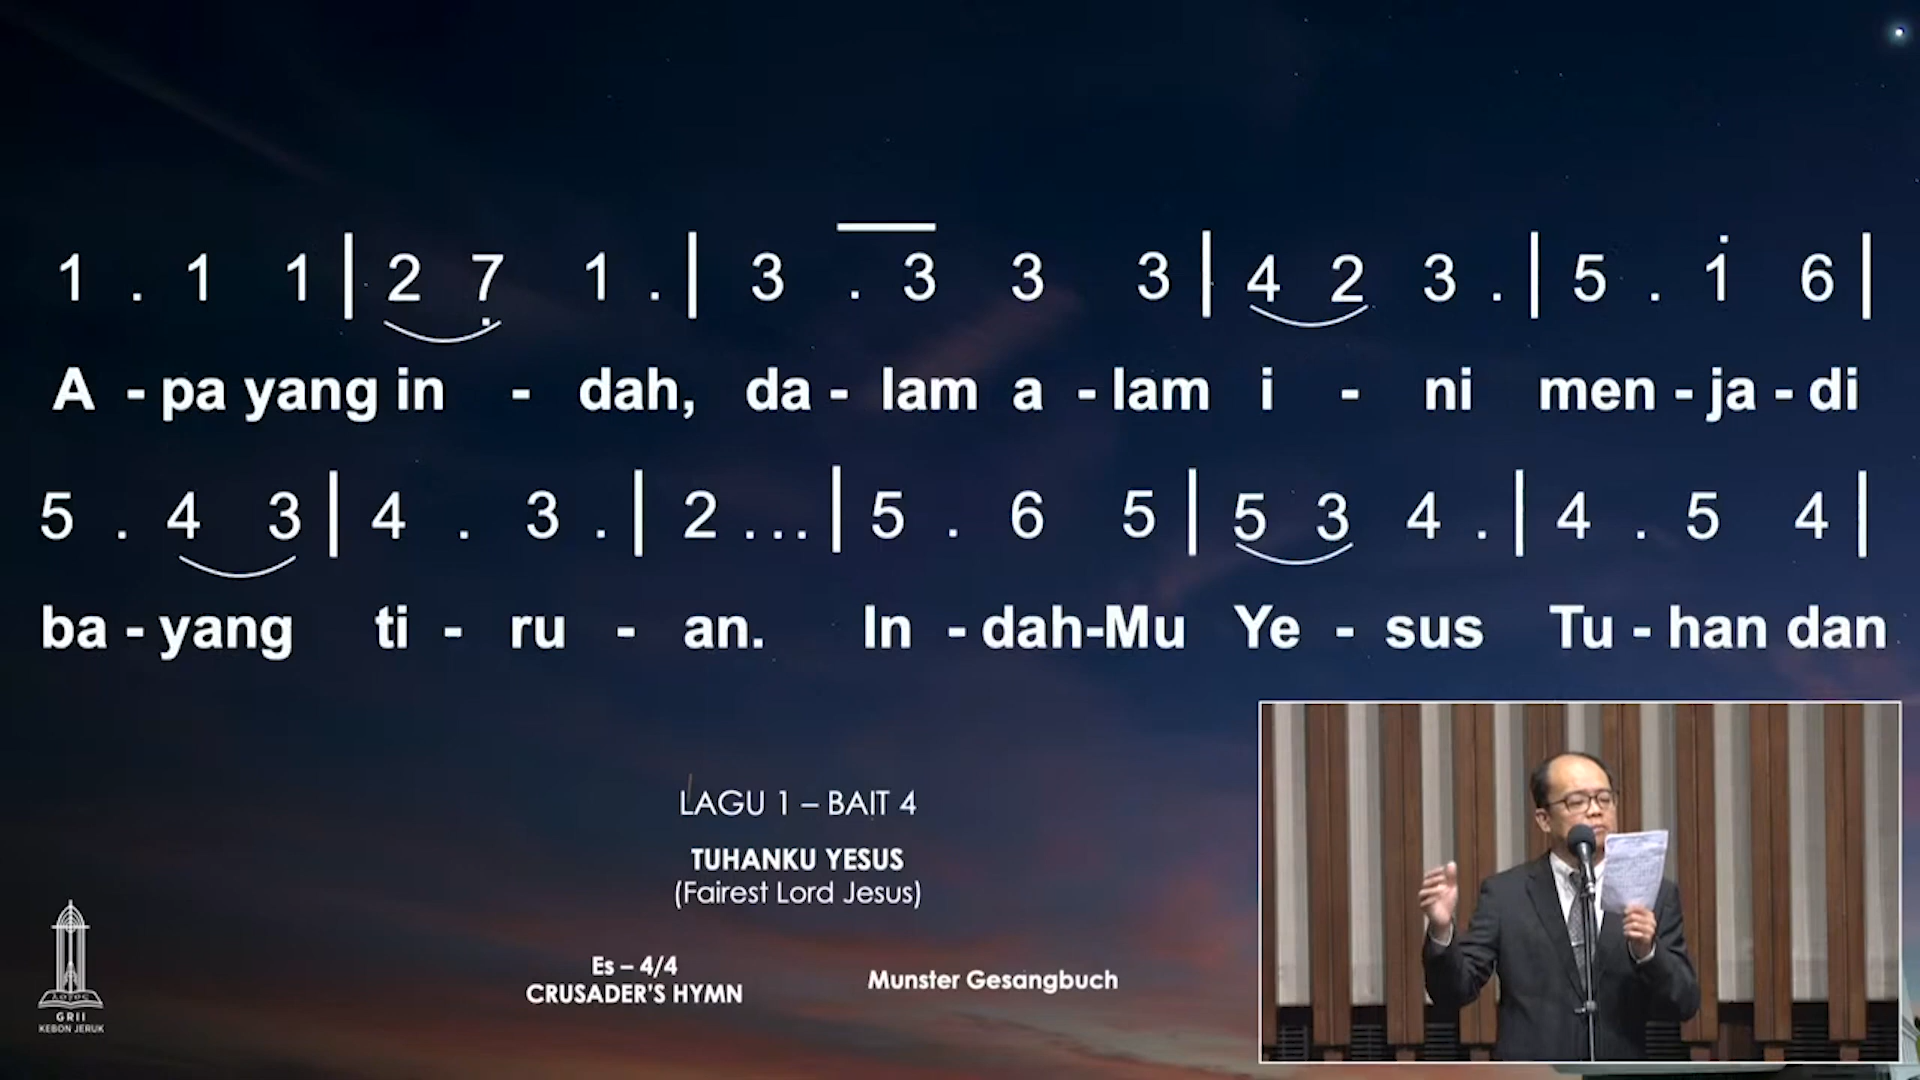 1 . 1 1 | 2 7̣ 1 . | 3 . 3 3 3 | 4 2 3 . | 5 . 1̇ 6 |
A - pa yang in - dah, da - lam a - lam i - ni men - ja - di
5 . 4 3 | 4 . 3 . | 2 . . . | 5 . 6 5 | 5 3 4 . | 4 . 5 4 |
ba - yang ti - ru - an. In - dah-Mu Ye - sus Tu - han dan
LAGU 1 – BAIT 4
TUHANKU YESUS
(Fairest Lord Jesus)
Es – 4/4
CRUSADER'S HYMN
Munster Gesangbuch
ΛΟΓΟΣ
GRII
KEBON JERUK